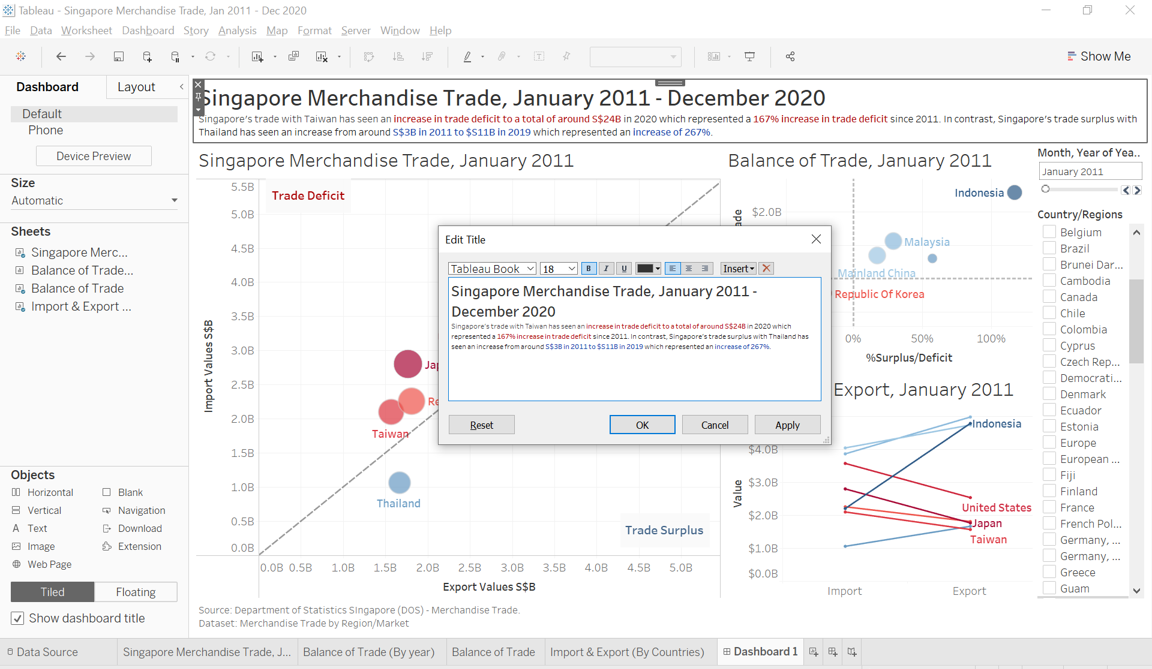 Tableau - Singapore Merchandise Trade, Jan 2011 - Dec 2020
File Data Worksheet Dashboard Story Analysis Map Format Server Window Help
Show Me
Dashboard Layout
Default
Phone
Device Preview
Size
Automatic
Sheets
Singapore Merc...
Balance of Trade...
Balance of Trade
Import & Export ...
Objects
Horizontal Blank
Vertical Navigation
Text Download
Image Extension
Web Page
Tiled Floating
Show dashboard title
Singapore Merchandise Trade, January 2011 - December 2020
Singapore's trade with Taiwan has seen an increase in trade deficit to a total of around S$24B in 2020 which represented a 167% increase in trade deficit since 2011. In contrast, Singapore's trade surplus with
Thailand has seen an increase from around S$3B in 2011 to $S11B in 2019 which represented an increase of 267%.
Singapore Merchandise Trade, January 2011
5.5B
5.0B
4.5B
4.0B
3.5B
3.0B
2.5B
2.0B
1.5B
1.0B
0.5B
0.0B
Import Values S$B
Trade Deficit
Taiwan
Thailand
Trade Surplus
0.0B 0.5B 1.0B 1.5B 2.0B 2.5B 3.0B 3.5B 4.0B 4.5B 5.0B
Export Values S$B
Source: Department of Statistics SIngapore (DOS) - Merchandise Trade.
Dataset: Merchandise Trade by Region/Market
Edit Title
Tableau Book 18 B I U Insert
Singapore Merchandise Trade, January 2011 -
December 2020
Singapore's trade with Taiwan has seen an increase in trade deficit to a total of around S$24B in 2020 which
represented a 167% increase in trade deficit since 2011. In contrast, Singapore's trade surplus with Thailand has
seen an increase from around S$3B in 2011 to $S11B in 2019 which represented an increase of 267%.
Reset OK Cancel Apply
Balance of Trade, January 2011
$2.0B
Indonesia
Malaysia
Mainland China
Republic Of Korea
0% 50% 100%
%Surplus/Deficit
Export, January 2011
$4.0B
$3.0B
$2.0B
$1.0B
$0.0B
Value
Indonesia
United States
Japan
Taiwan
Import Export
Month, Year of Yea..
January 2011
Country/Regions
Belgium
Brazil
Brunei Dar...
Cambodia
Canada
Chile
Colombia
Cyprus
Czech Rep...
Democrati...
Denmark
Ecuador
Estonia
Europe
European ...
Fiji
Finland
France
French Pol...
Germany, ...
Germany, ...
Greece
Guam
Data Source Singapore Merchandise Trade, J... Balance of Trade (By year) Balance of Trade Import & Export (By Countries) Dashboard 1